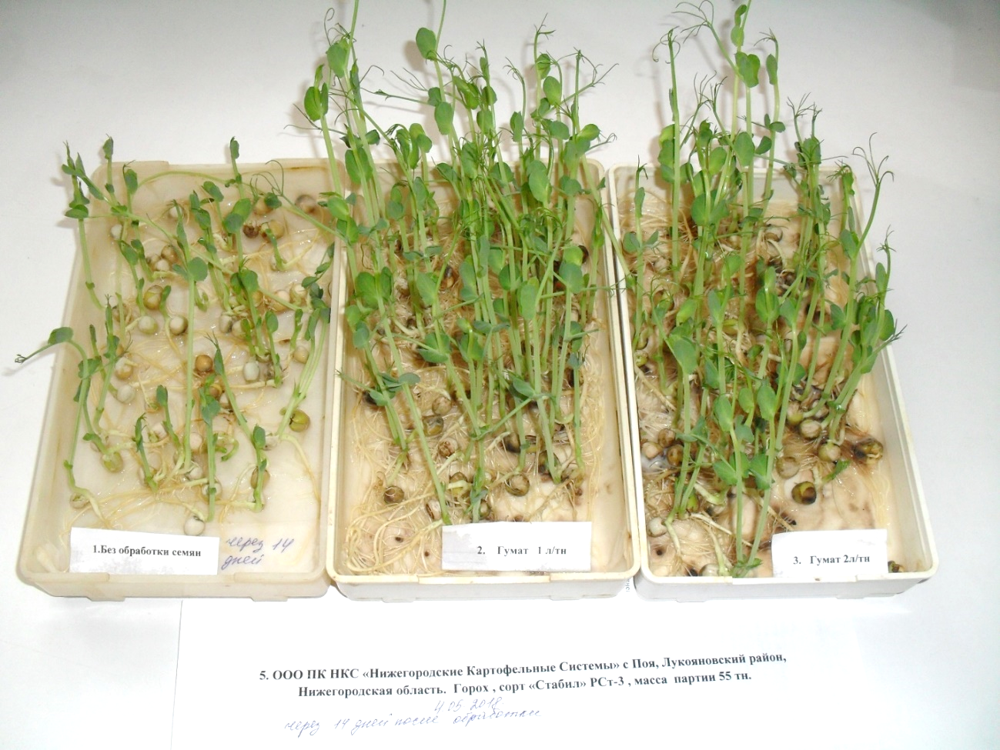 1.Без обработки семян
через 14
дней
2. Гумат 1 л/тн
3. Гумат 2л/тн
5. ООО ПК НКС «Нижегородские Картофельные Системы» с Поя, Лукояновский район,
Нижегородская область. Горох , сорт «Стабил» РСт-3 , масса партии 55 тн.
4.05 2018
через 14 дней после обработки